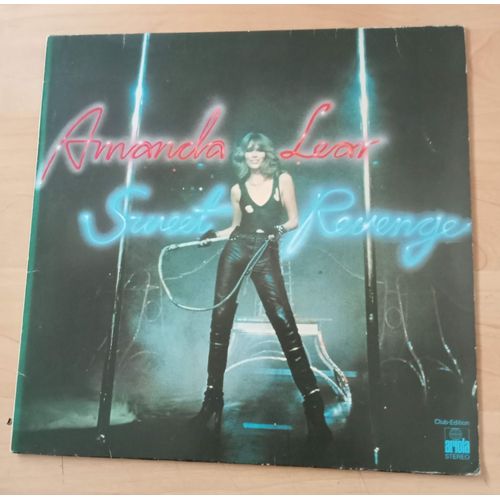 Amanda Lear
Sweet Revenge
Club-Edition
ariola
STEREO